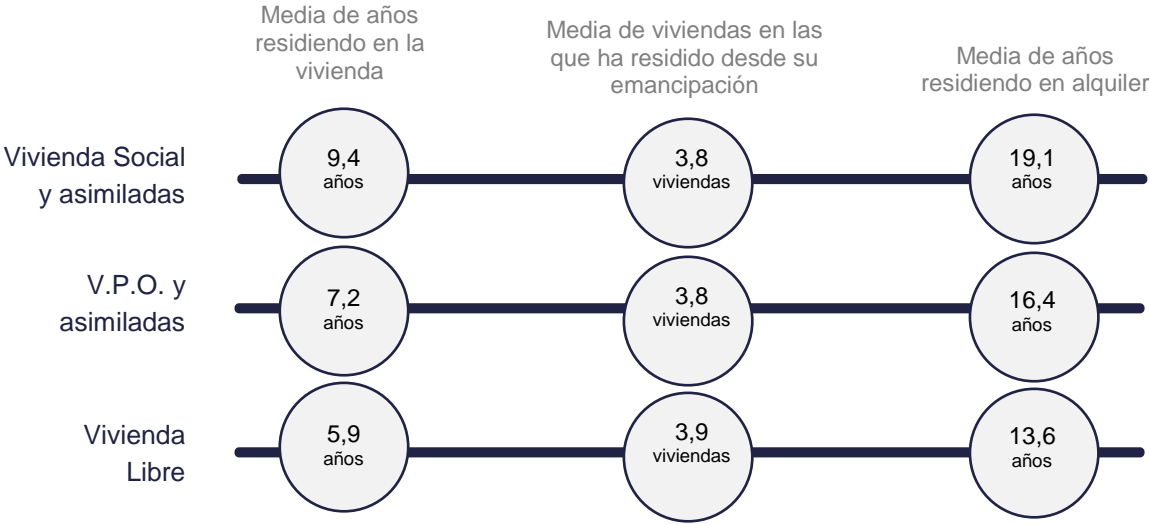 Media de años
residiendo en la
vivienda
Media de viviendas en las
que ha residido desde su
emancipación
Media de años
residiendo en alquiler
Vivienda Social
y asimiladas
9,4
años
3,8
viviendas
19,1
años
V.P.O. y
asimiladas
7,2
años
3,8
viviendas
16,4
años
Vivienda
Libre
5,9
años
3,9
viviendas
13,6
años